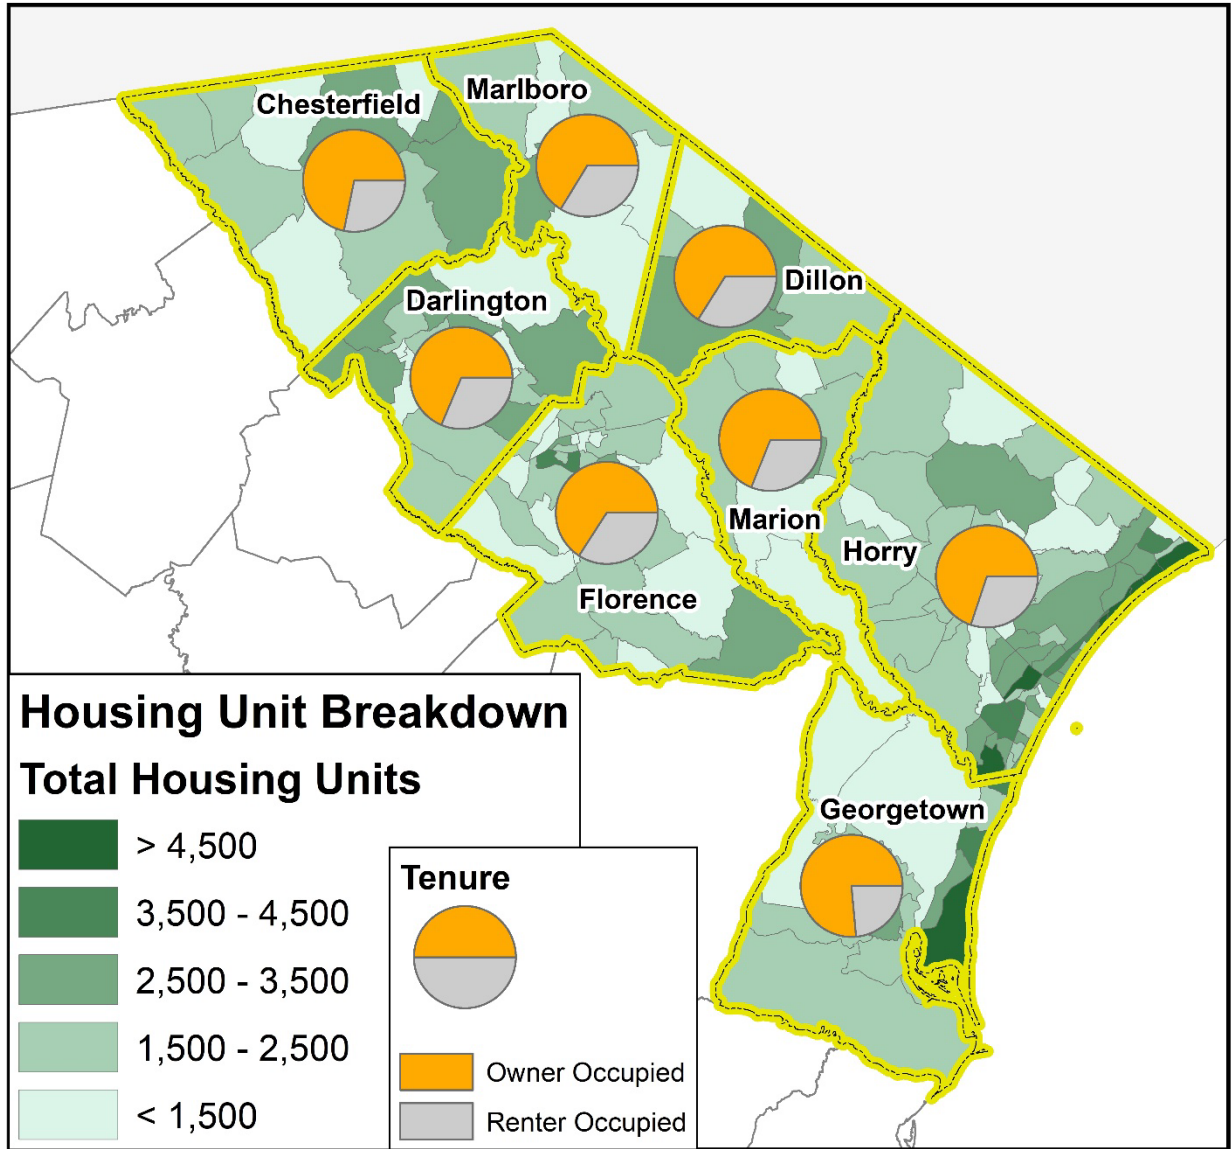 Chesterfield
Marlboro
Dillon
Darlington
Marion
Horry
Florence
Georgetown
Housing Unit Breakdown
Total Housing Units
> 4,500
3,500 - 4,500
2,500 - 3,500
1,500 - 2,500
< 1,500
Tenure
Owner Occupied
Renter Occupied